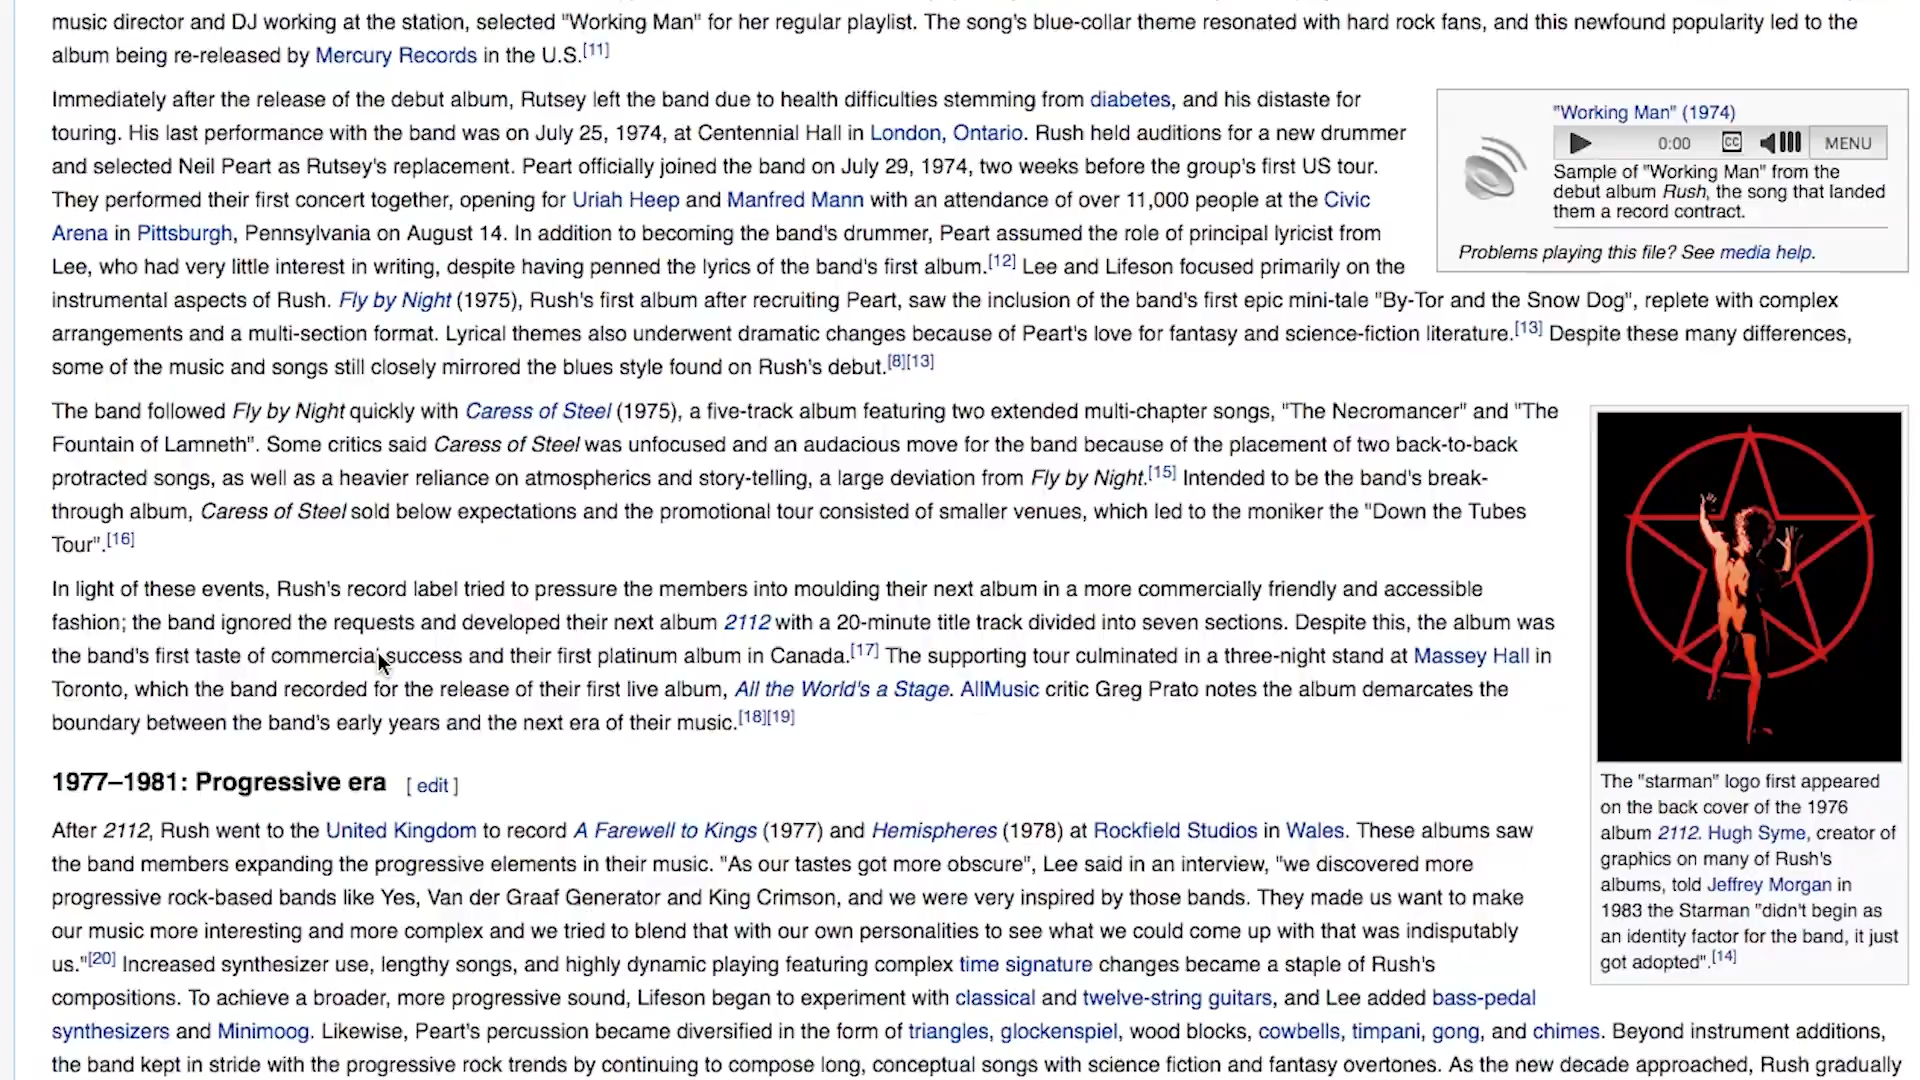 music director and DJ working at the station, selected "Working Man" for her regular playlist. The song's blue-collar theme resonated with hard rock fans, and this newfound popularity led to the
album being re-released by Mercury Records in the U.S.[11]
Immediately after the release of the debut album, Rutsey left the band due to health difficulties stemming from diabetes, and his distaste for
touring. His last performance with the band was on July 25, 1974, at Centennial Hall in London, Ontario. Rush held auditions for a new drummer
and selected Neil Peart as Rutsey's replacement. Peart officially joined the band on July 29, 1974, two weeks before the group's first US tour.
They performed their first concert together, opening for Uriah Heep and Manfred Mann with an attendance of over 11,000 people at the Civic
Arena in Pittsburgh, Pennsylvania on August 14. In addition to becoming the band's drummer, Peart assumed the role of principal lyricist from
Lee, who had very little interest in writing, despite having penned the lyrics of the band's first album.[12] Lee and Lifeson focused primarily on the
instrumental aspects of Rush. Fly by Night (1975), Rush's first album after recruiting Peart, saw the inclusion of the band's first epic mini-tale "By-Tor and the Snow Dog", replete with complex
arrangements and a multi-section format. Lyrical themes also underwent dramatic changes because of Peart's love for fantasy and science-fiction literature.[13] Despite these many differences,
some of the music and songs still closely mirrored the blues style found on Rush's debut.[8][13]
"Working Man" (1974)
0:00 CC MENU
Sample of "Working Man" from the
debut album Rush, the song that landed
them a record contract.
Problems playing this file? See media help.
The band followed Fly by Night quickly with Caress of Steel (1975), a five-track album featuring two extended multi-chapter songs, "The Necromancer" and "The
Fountain of Lamneth". Some critics said Caress of Steel was unfocused and an audacious move for the band because of the placement of two back-to-back
protracted songs, as well as a heavier reliance on atmospherics and story-telling, a large deviation from Fly by Night.[15] Intended to be the band's break-
through album, Caress of Steel sold below expectations and the promotional tour consisted of smaller venues, which led to the moniker the "Down the Tubes
Tour".[16]
In light of these events, Rush's record label tried to pressure the members into moulding their next album in a more commercially friendly and accessible
fashion; the band ignored the requests and developed their next album 2112 with a 20-minute title track divided into seven sections. Despite this, the album was
the band's first taste of commercial success and their first platinum album in Canada.[17] The supporting tour culminated in a three-night stand at Massey Hall in
Toronto, which the band recorded for the release of their first live album, All the World's a Stage. AllMusic critic Greg Prato notes the album demarcates the
boundary between the band's early years and the next era of their music.[18][19]
The "starman" logo first appeared
on the back cover of the 1976
album 2112. Hugh Syme, creator of
graphics on many of Rush's
albums, told Jeffrey Morgan in
1983 the Starman "didn't begin as
an identity factor for the band, it just
got adopted".[14]
1977–1981: Progressive era [ edit ]
After 2112, Rush went to the United Kingdom to record A Farewell to Kings (1977) and Hemispheres (1978) at Rockfield Studios in Wales. These albums saw
the band members expanding the progressive elements in their music. "As our tastes got more obscure", Lee said in an interview, "we discovered more
progressive rock-based bands like Yes, Van der Graaf Generator and King Crimson, and we were very inspired by those bands. They made us want to make
our music more interesting and more complex and we tried to blend that with our own personalities to see what we could come up with that was indisputably
us."[20] Increased synthesizer use, lengthy songs, and highly dynamic playing featuring complex time signature changes became a staple of Rush's
compositions. To achieve a broader, more progressive sound, Lifeson began to experiment with classical and twelve-string guitars, and Lee added bass-pedal
synthesizers and Minimoog. Likewise, Peart's percussion became diversified in the form of triangles, glockenspiel, wood blocks, cowbells, timpani, gong, and chimes. Beyond instrument additions,
the band kept in stride with the progressive rock trends by continuing to compose long, conceptual songs with science fiction and fantasy overtones. As the new decade approached, Rush gradually